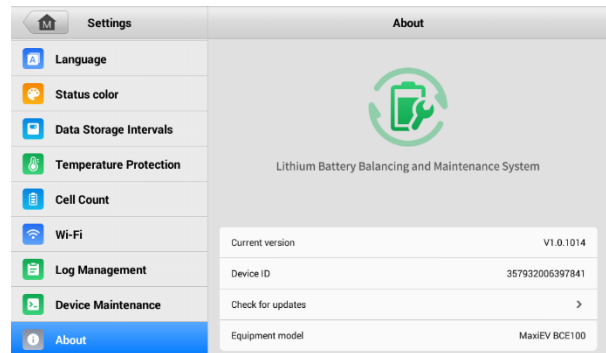 M
Settings
About
Language
Status color
Data Storage Intervals
Temperature Protection
Cell Count
Wi-Fi
Log Management
Device Maintenance
About
Lithium Battery Balancing and Maintenance System
Current version V1.0.1014
Device ID 357932006397841
Check for updates >
Equipment model MaxiEV BCE100